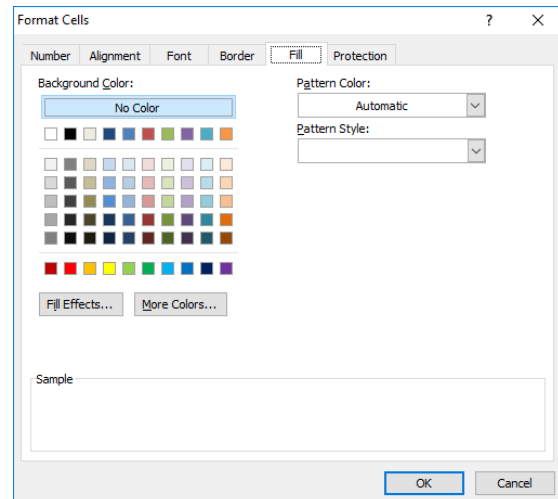 Format Cells ? X
Number Alignment Font Border Fill Protection
Background Color:
No Color
Fill Effects... More Colors...
Pattern Color:
Automatic
Pattern Style:
Sample
OK Cancel